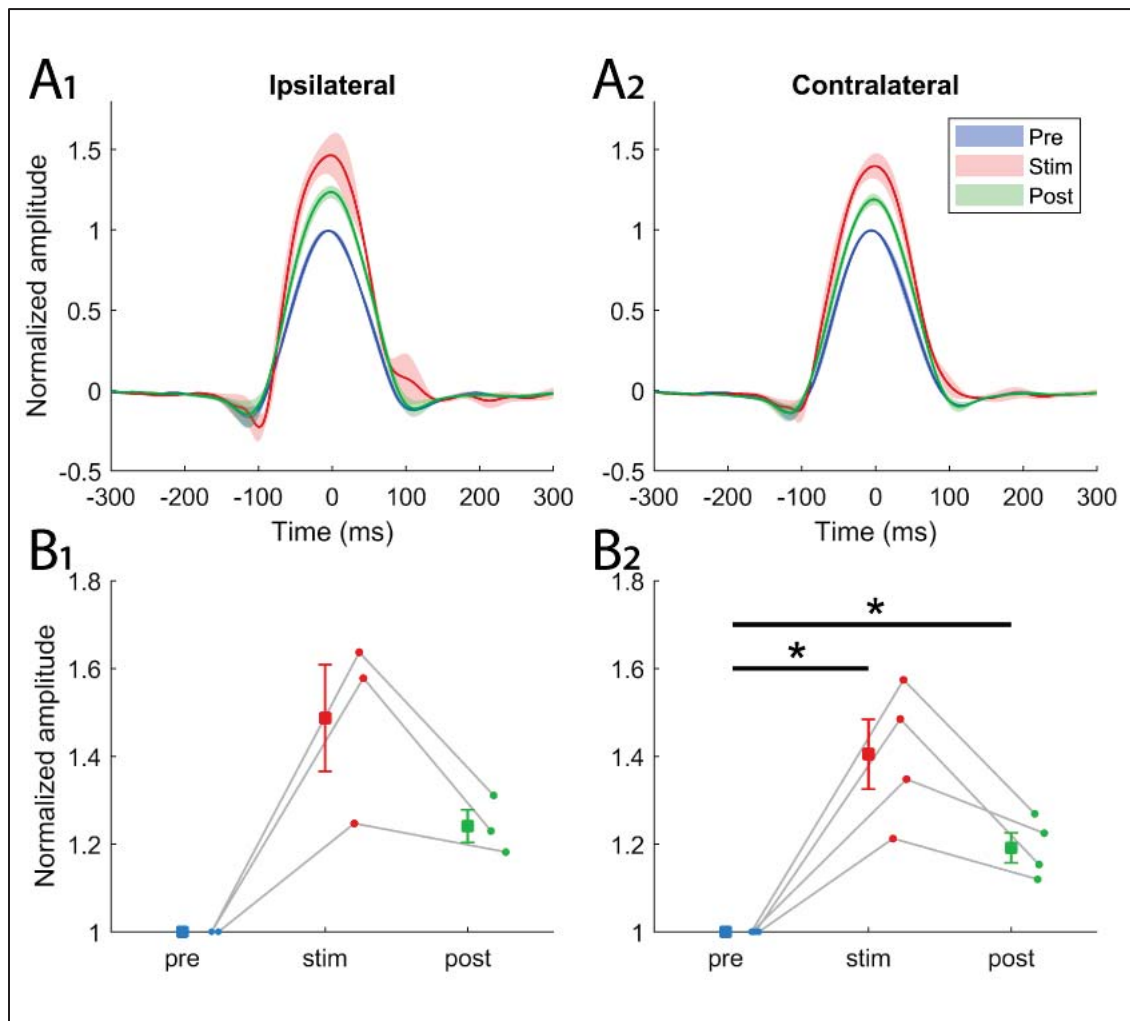 A1
Ipsilateral
Normalized amplitude
1.5
1
0.5
0
-0.5
-300 -200 -100 0 100 200 300
Time (ms)
A2
Contralateral
Pre
Stim
Post
1.5
1
0.5
0
-0.5
-300 -200 -100 0 100 200 300
Time (ms)
B1
Normalized amplitude
1.8
1.6
1.4
1.2
1
pre stim post
B2
1.8
*
*
1.6
1.4
1.2
1
pre stim post